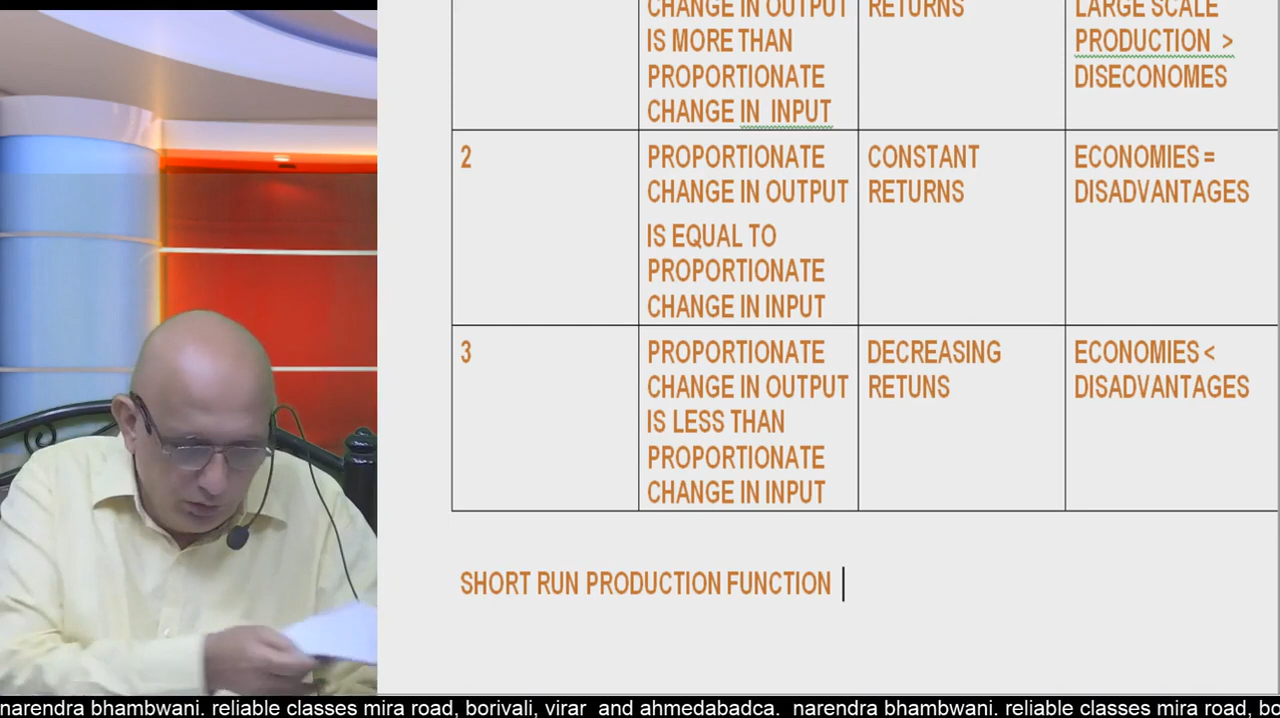 CHANGE IN OUTPUT
IS MORE THAN
PROPORTIONATE
CHANGE IN INPUT
RETURNS
LARGE SCALE
PRODUCTION >
DISECONOMES
2
PROPORTIONATE
CHANGE IN OUTPUT
IS EQUAL TO
PROPORTIONATE
CHANGE IN INPUT
CONSTANT
RETURNS
ECONOMIES =
DISADVANTAGES
3
PROPORTIONATE
CHANGE IN OUTPUT
IS LESS THAN
PROPORTIONATE
CHANGE IN INPUT
DECREASING
RETUNS
ECONOMIES <
DISADVANTAGES
SHORT RUN PRODUCTION FUNCTION
narendra bhambwani. reliable classes mira road, borivali, virar and ahmedabadca. narendra bhambwani. reliable classes mira road, bo